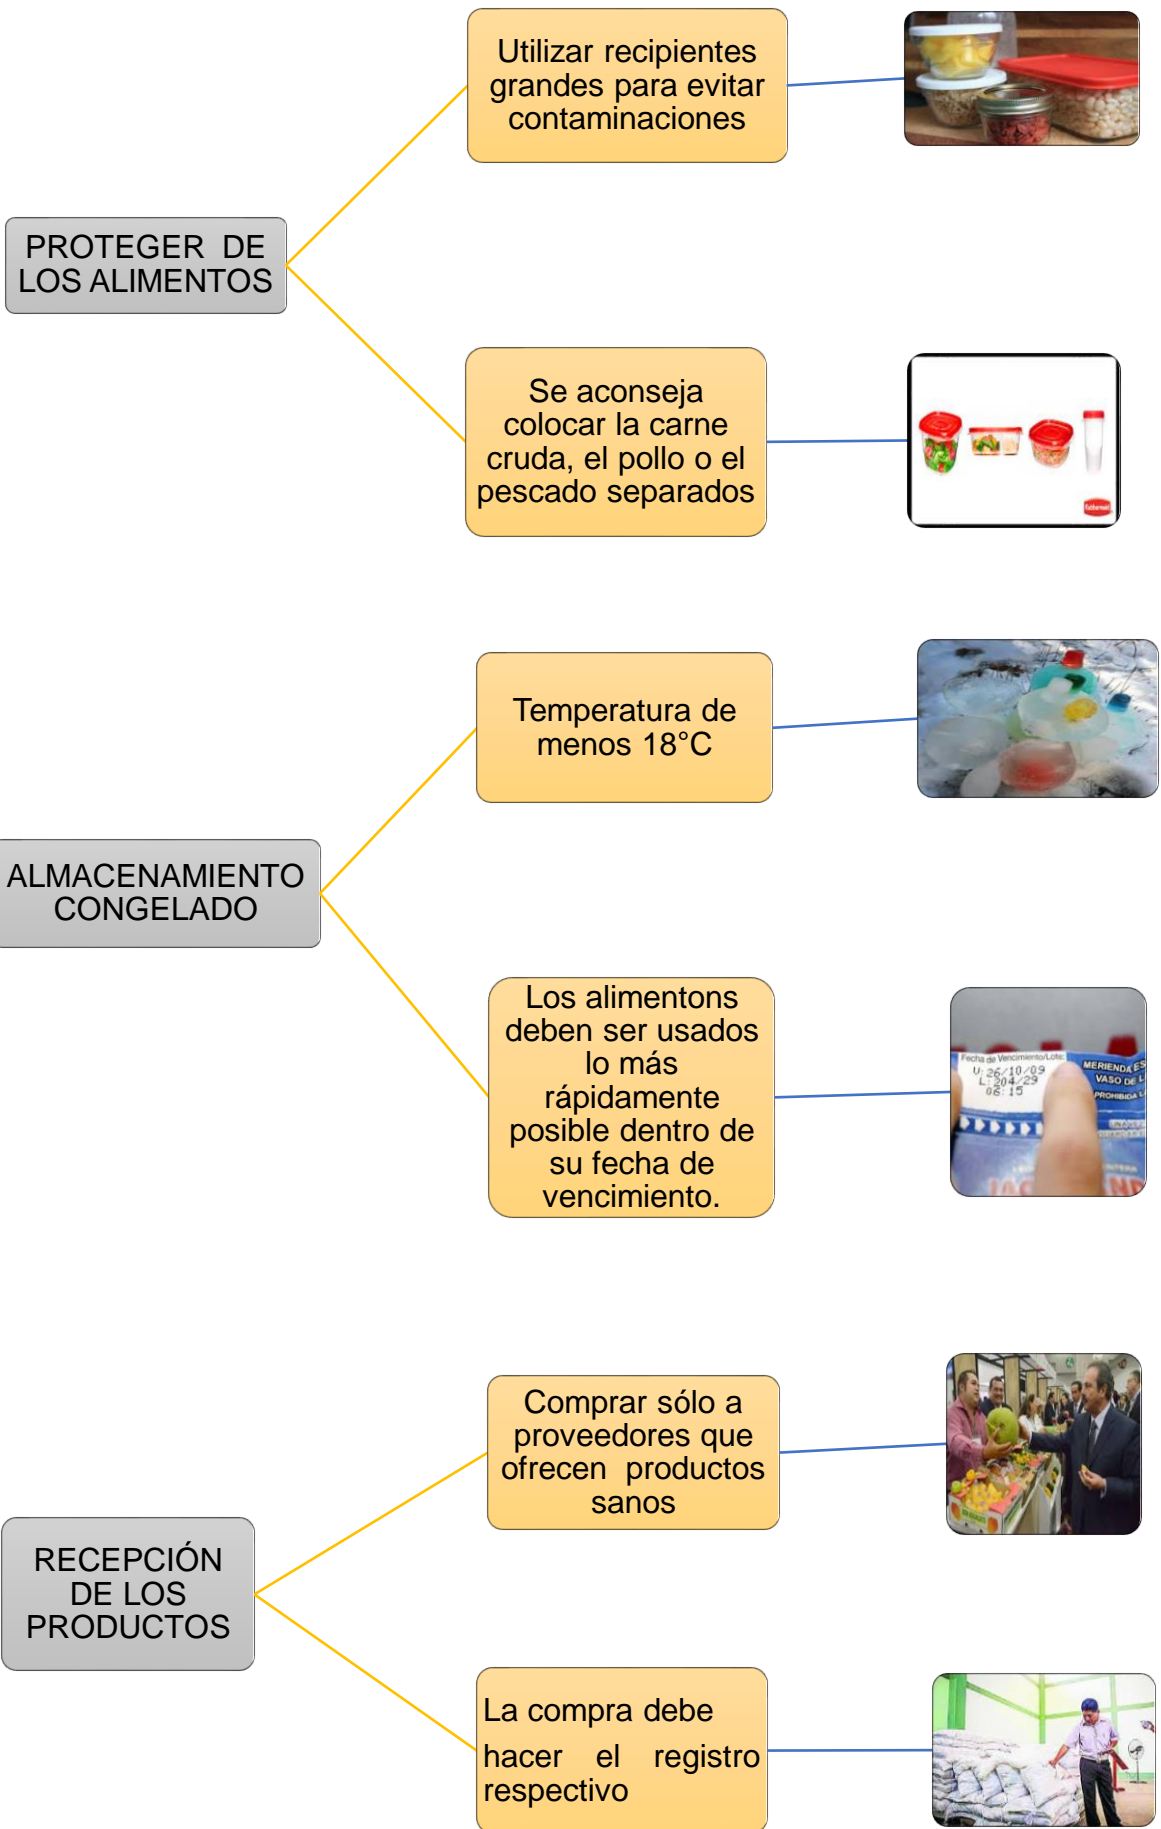 Utilizar recipientes
grandes para evitar
contaminaciones
PROTEGER DE
LOS ALIMENTOS
Se aconseja
colocar la carne
cruda, el pollo o el
pescado separados
Rubbermaid
Temperatura de
menos 18°C
ALMACENAMIENTO
CONGELADO
Los alimentons
deben ser usados
lo más
rápidamente
posible dentro de
su fecha de
vencimiento.
Fecha de Vencimiento/Lote:
U: 26/10/09
L: 204/29
06:15
MERIENDA ES
VASO DE L
PROHIBIDA L
Comprar sólo a
proveedores que
ofrecen productos
sanos
RECEPCIÓN
DE LOS
PRODUCTOS
La compra debe
hacer el registro
respectivo